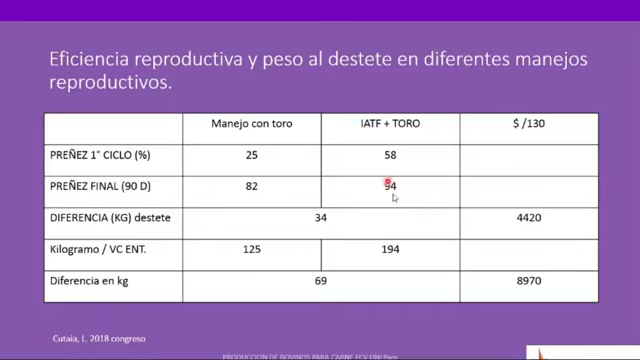 Eficiencia reproductiva y peso al destete en diferentes manejos
reproductivos.
Manejo con toro IATF + TORO $ /130
PREÑEZ 1° CICLO (%) 25 58
PREÑEZ FINAL (90 D) 82 94
DIFERENCIA (KG) destete 34 4420
Kilogramo / VC ENT. 125 194
Diferencia en kg 69 8970
Cutaia, L. 2018 congreso
PRODUCCION DE BOVINOS PARA CARNE FCV UNLPam